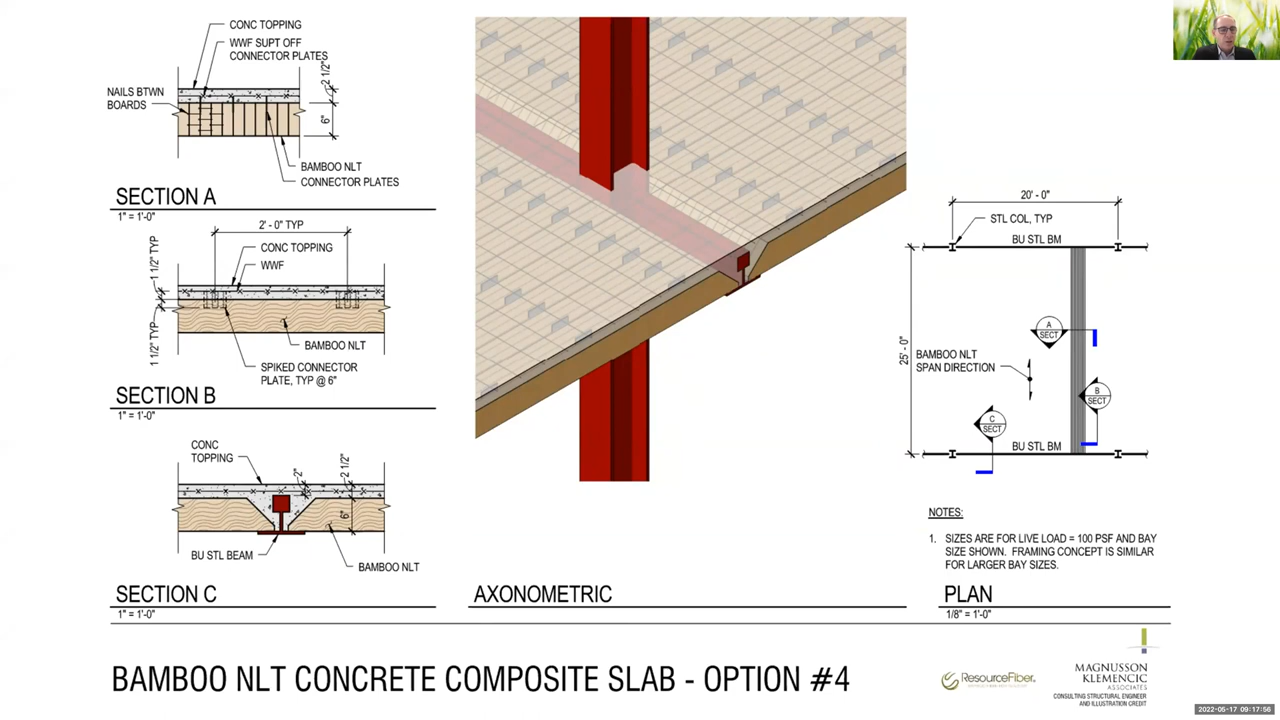 CONC TOPPING
WWF SUPT OFF
CONNECTOR PLATES
2 1/2"
NAILS BTWN
BOARDS
6"
BAMBOO NLT
CONNECTOR PLATES
SECTION A
1" = 1'-0"
2' - 0" TYP
1 1/2" TYP
CONC TOPPING
WWF
1 1/2" TYP
BAMBOO NLT
SPIKED CONNECTOR
PLATE, TYP @ 6"
SECTION B
1" = 1'-0"
CONC
TOPPING
2"
2 1/2"
6"
BU STL BEAM
BAMBOO NLT
SECTION C
1" = 1'-0"
AXONOMETRIC
20' - 0"
STL COL, TYP
BU STL BM
A
SECT
25' - 0"
BAMBOO NLT
SPAN DIRECTION
B
SECT
C
SECT
BU STL BM
NOTES:
1. SIZES ARE FOR LIVE LOAD = 100 PSF AND BAY
SIZE SHOWN. FRAMING CONCEPT IS SIMILAR
FOR LARGER BAY SIZES.
PLAN
1/8" = 1'-0"
BAMBOO NLT CONCRETE COMPOSITE SLAB - OPTION #4
ResourceFiber
MAGNUSSON
KLEMENCIC
ASSOCIATES
CONSULTING STRUCTURAL ENGINEER
AND ILLUSTRATION CREDIT
2022-05-17 09:17:56